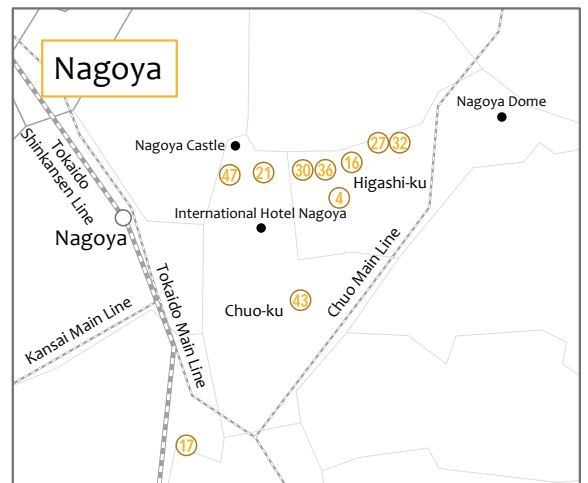 Nagoya
Nagoya Dome
Nagoya Castle
27
32
16
47
21
30
36
Higashi-ku
4
Tokaido
Shinkansen Line
International Hotel Nagoya
Nagoya
Chuo Main Line
Tokaido Main Line
43
Chuo-ku
Kansai Main Line
17